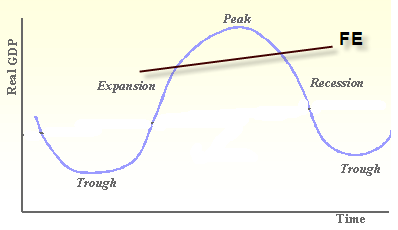 Peak
FE
Real GDP
Expansion
Recession
Trough
Trough
Time